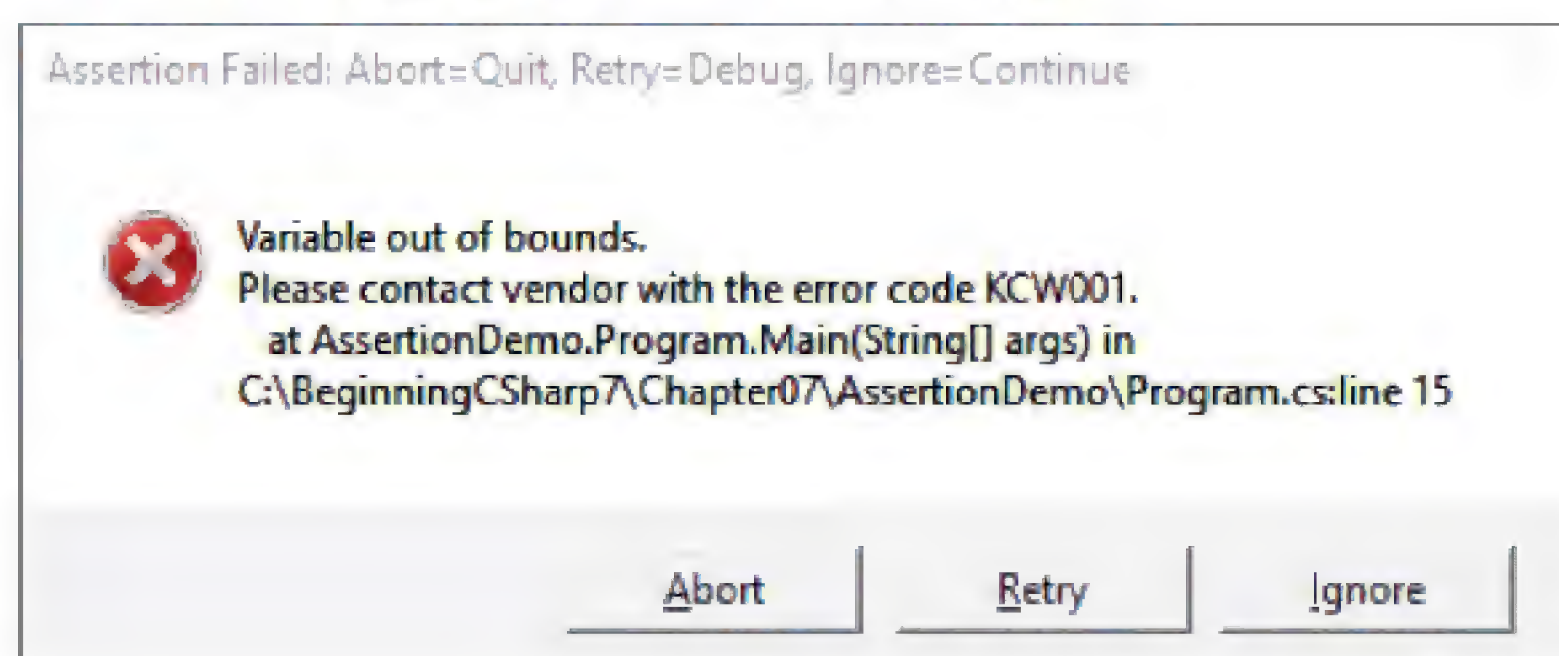 Assertion Failed: Abort=Quit, Retry=Debug, Ignore=Continue
Variable out of bounds.
Please contact vendor with the error code KCW001.
at AssertionDemo.Program.Main(String[] args) in
C:\BeginningCSharp7\Chapter07\AssertionDemo\Program.cs:line 15
Abort Retry Ignore